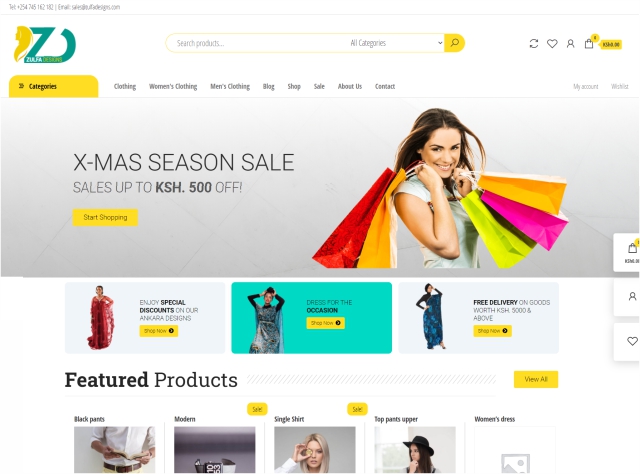 Tel: +254 745 162 182 | Email: sales@zulfadesigns.com
ZULFA DESIGNS
Search products...
All Categories
0
KSh0.00
Categories
Clothing
Women's Clothing
Men's Clothing
Blog
Shop
Sale
About Us
Contact
My account
Wishlist
X-MAS SEASON SALE
SALES UP TO KSH. 500 OFF!
Start Shopping
KSh0.00
ENJOY SPECIAL
DISCOUNTS ON OUR
ANKARA DESIGNS
Shop Now
DRESS FOR THE
OCCASION
Shop Now
FREE DELIVERY ON GOODS
WORTH KSH. 5000 &
ABOVE
Shop Now
Featured Products
View All
Sale!
Sale!
Black pants
Modern
Single Shirt
Top pants upper
Women's dress